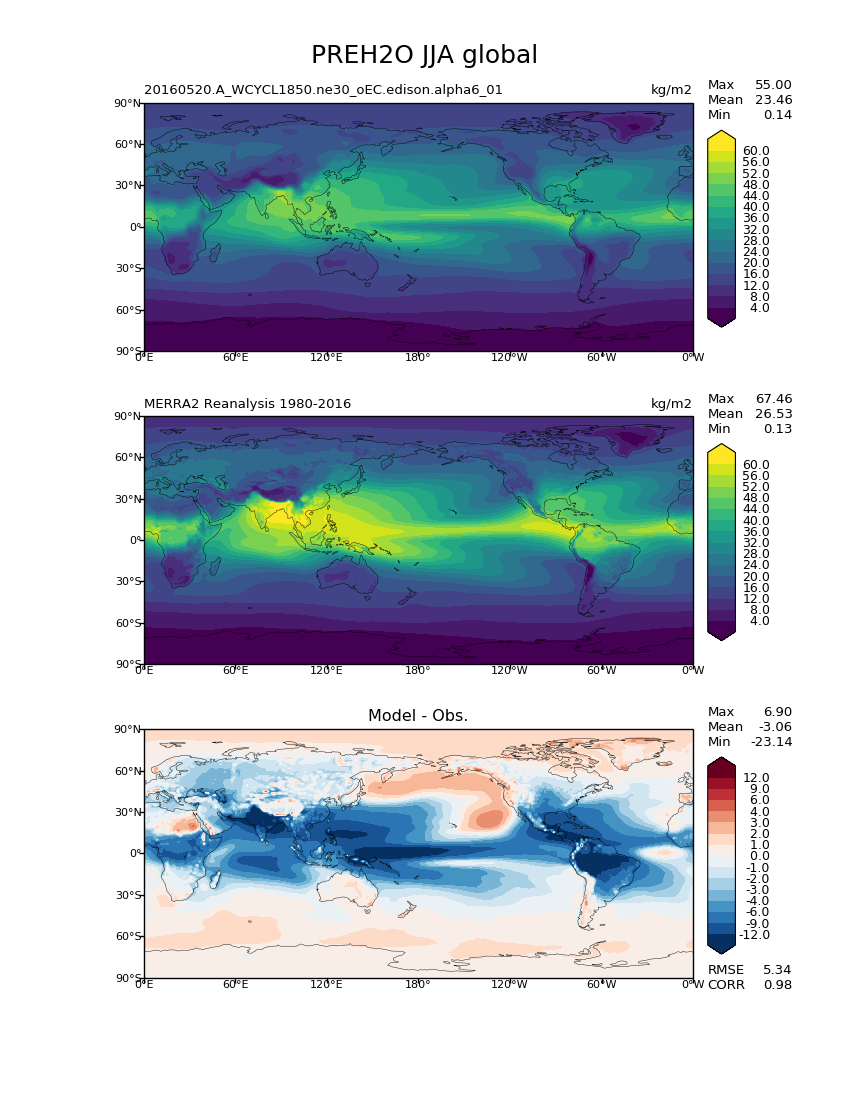 PREH2O JJA global
20160520.A_WCYCL1850.ne30_oEC.edison.alpha6_01 kg/m2
Max 55.00
Mean 23.46
Min 0.14
90°N
60°N
30°N
0°
30°S
60°S
90°S
0°E 60°E 120°E 180° 120°W 60°W 0°W
60.0
56.0
52.0
48.0
44.0
40.0
36.0
32.0
28.0
24.0
20.0
16.0
12.0
8.0
4.0
MERRA2 Reanalysis 1980-2016 kg/m2
Max 67.46
Mean 26.53
Min 0.13
90°N
60°N
30°N
0°
30°S
60°S
90°S
0°E 60°E 120°E 180° 120°W 60°W 0°W
60.0
56.0
52.0
48.0
44.0
40.0
36.0
32.0
28.0
24.0
20.0
16.0
12.0
8.0
4.0
Model - Obs.
Max 6.90
Mean -3.06
Min -23.14
90°N
60°N
30°N
0°
30°S
60°S
90°S
0°E 60°E 120°E 180° 120°W 60°W 0°W
12.0
9.0
6.0
4.0
3.0
2.0
1.0
0.0
-1.0
-2.0
-3.0
-4.0
-6.0
-9.0
-12.0
RMSE 5.34
CORR 0.98